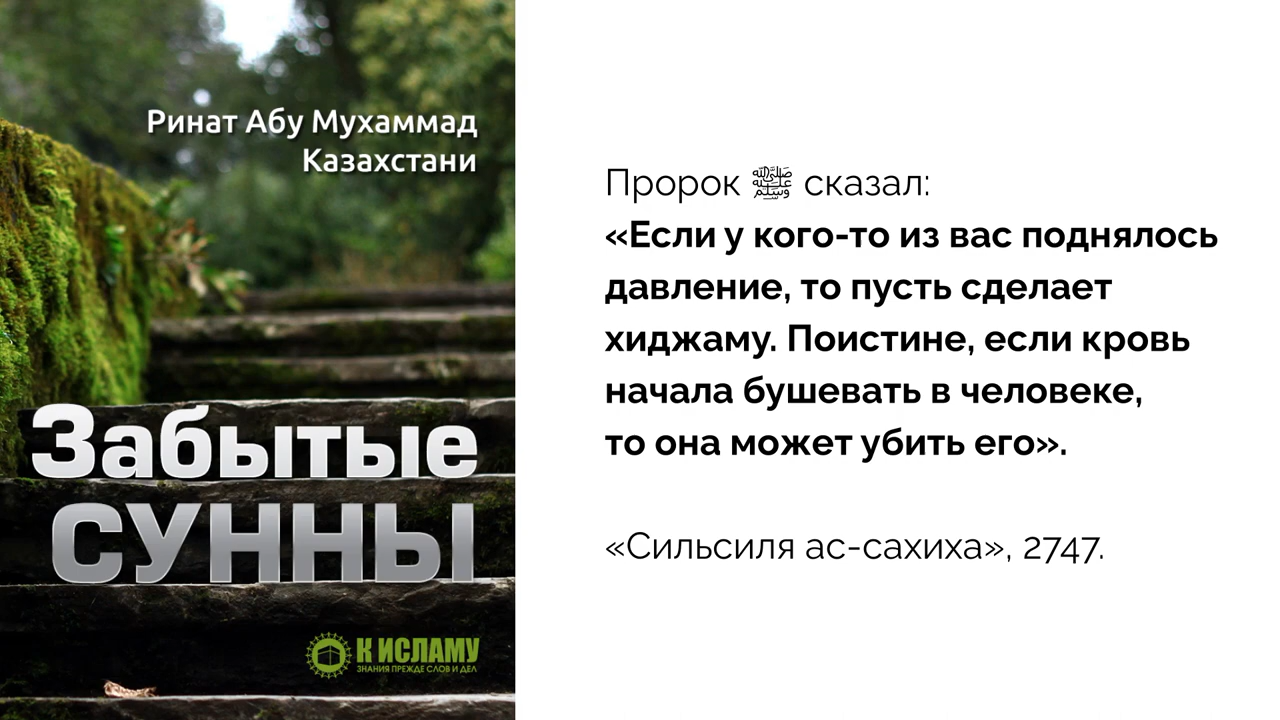 Ринат Абу Мухаммад
Казахстани
Забытые
СУННЫ
К ИСЛАМУ
ЗНАНИЯ ПРЕЖДЕ СЛОВ И ДЕЛ
Пророк ﷺ сказал:
«Если у кого-то из вас поднялось
давление, то пусть сделает
хиджаму. Поистине, если кровь
начала бушевать в человеке,
то она может убить его».
«Сильсиля ас-сахиха», 2747.